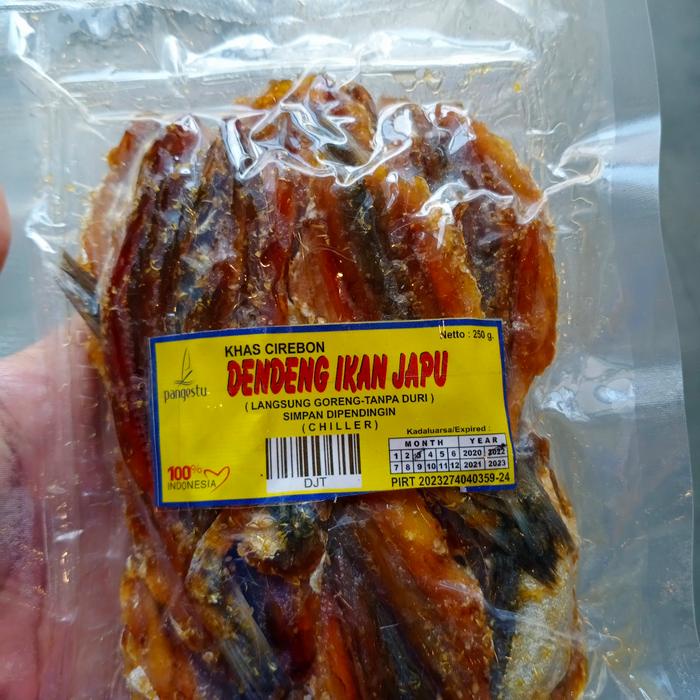 Netto : 250 g.
KHAS CIREBON
DENDENG IKAN JAPU
pangestu
( LANGSUNG GORENG-TANPA DURI )
SIMPAN DIPENDINGIN
( CHILLER )
Kadaluarsa/Expired :
MONTH YEAR
1 2 3 4 5 6 2020 2022
7 8 9 10 11 12 2021 2023
100%
INDONESIA
DJT
PIRT 2023274040359-24